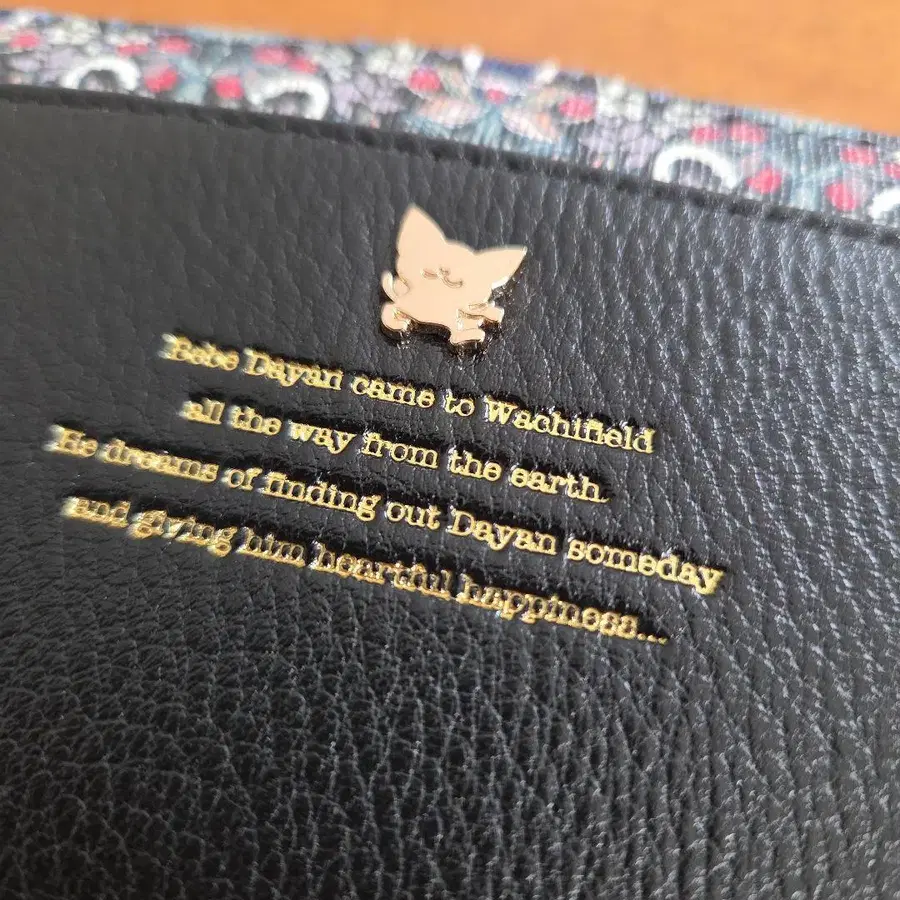 Bebe Dayan came to Wachifield
all the way from the earth.
He dreams of finding out Dayan someday
and giving him heartful happiness...